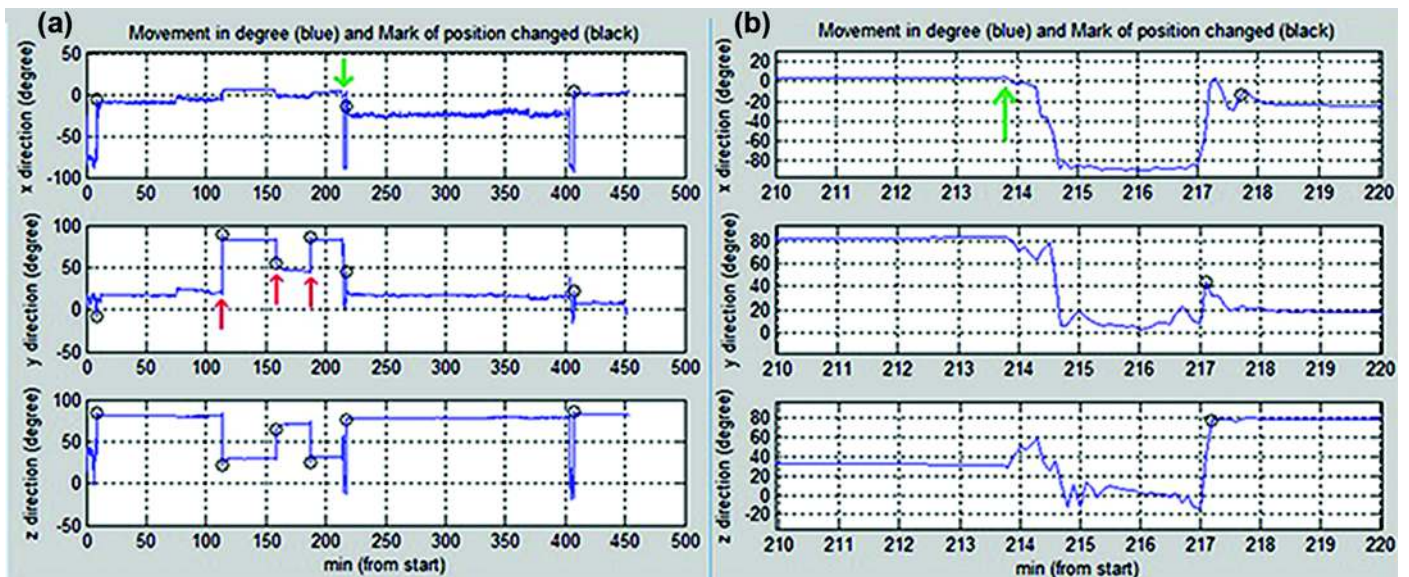 (a)
Movement in degree (blue) and Mark of position changed (black)
x direction (degree)
50
0
-50
-100
0 50 100 150 200 250 300 350 400 450 500
y direction (degree)
100
50
0
-50
0 50 100 150 200 250 300 350 400 450 500
z direction (degree)
100
50
0
-50
0 50 100 150 200 250 300 350 400 450 500
min (from start)
(b)
Movement in degree (blue) and Mark of position changed (black)
x direction (degree)
20
0
-20
-40
-60
-80
210 211 212 213 214 215 216 217 218 219 220
y direction (degree)
80
60
40
20
0
210 211 212 213 214 215 216 217 218 219 220
z direction (degree)
80
60
40
20
0
-20
210 211 212 213 214 215 216 217 218 219 220
min (from start)